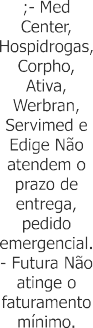 ;- Med
Center,
Hospidrogas,
Corpho,
Ativa,
Werbran,
Servimed e
Edige Não
atendem o
prazo de
entrega,
pedido
emergencial.
- Futura Não
atinge o
faturamento
mínimo.